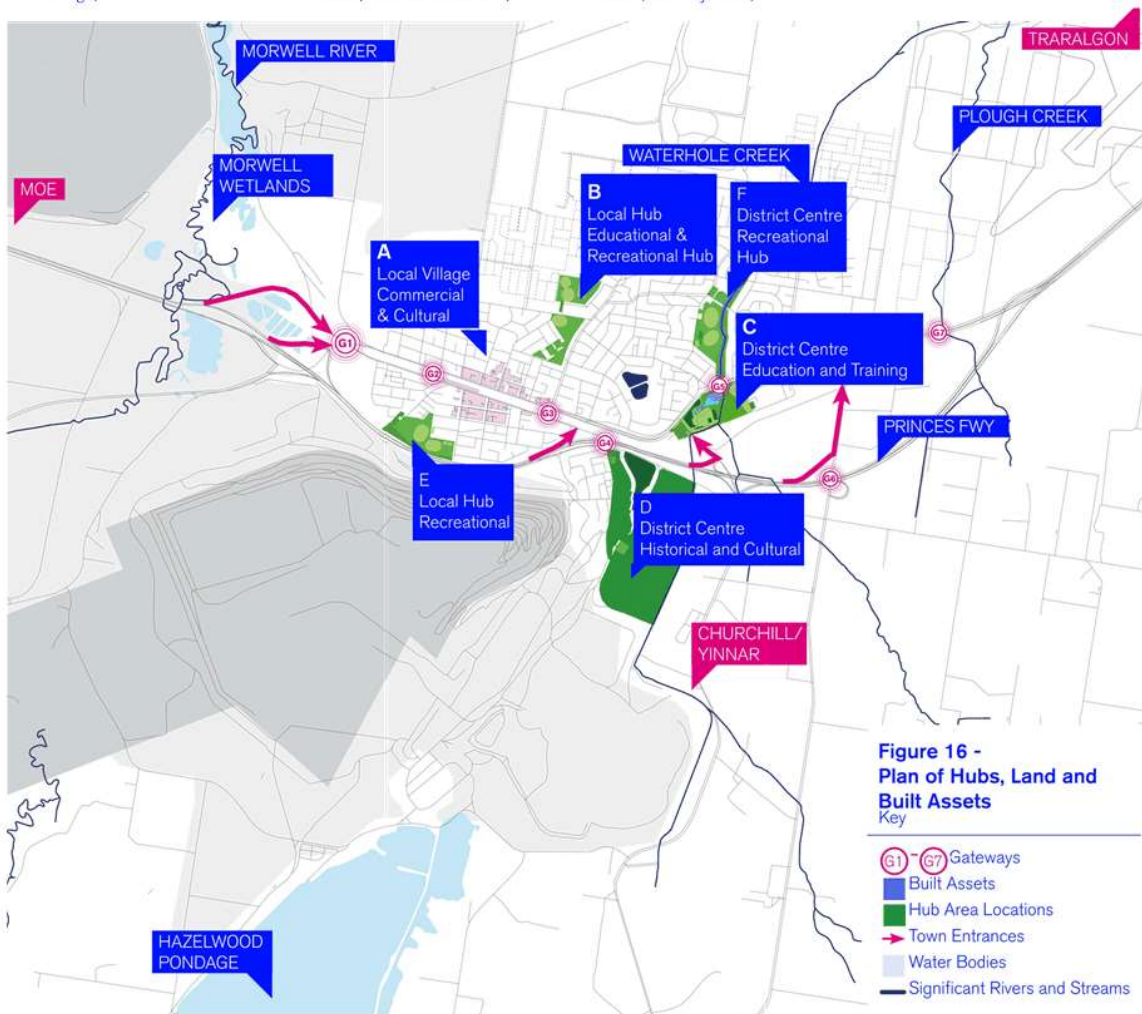 MORWELL RIVER
TRARALGON
PLOUGH CREEK
WATERHOLE CREEK
MORWELL
WETLANDS
MOE
B
Local Hub
Educational &
Recreational Hub
F
District Centre
Recreational
Hub
A
Local Village
Commercial
& Cultural
C
District Centre
Education and Training
G1
G2
G3
G4
G5
G6
G7
PRINCES FWY
E
Local Hub
Recreational
D
District Centre
Historical and Cultural
CHURCHILL/
YINNAR
HAZELWOOD
PONDAGE
Figure 16 -
Plan of Hubs, Land and
Built Assets
Key
G1 - G7 Gateways
Built Assets
Hub Area Locations
Town Entrances
Water Bodies
Significant Rivers and Streams